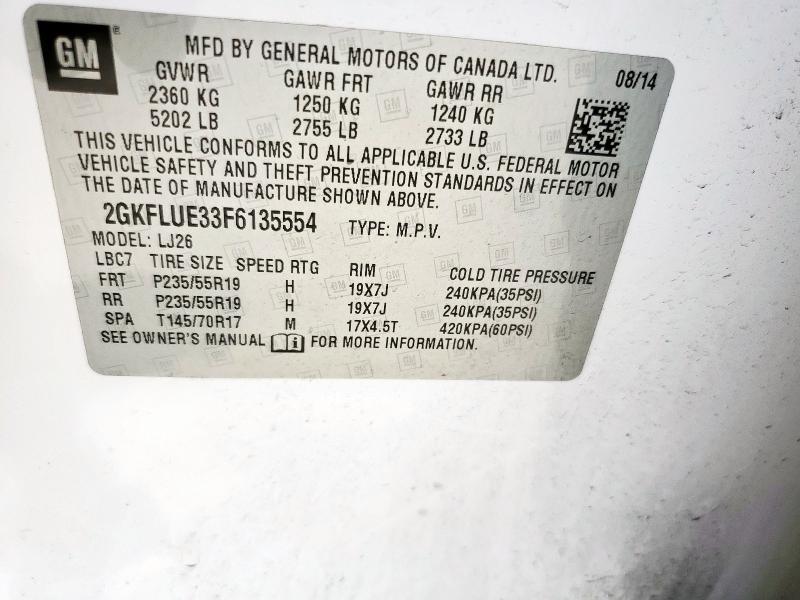 GM ®
MFD BY GENERAL MOTORS OF CANADA LTD. 08/14
GVWR GAWR FRT GAWR RR
2360 KG 1250 KG 1240 KG
5202 LB 2755 LB 2733 LB
THIS VEHICLE CONFORMS TO ALL APPLICABLE U.S. FEDERAL MOTOR
VEHICLE SAFETY AND THEFT PREVENTION STANDARDS IN EFFECT ON
THE DATE OF MANUFACTURE SHOWN ABOVE.
2GKFLUE33F6135554 TYPE: M.P.V.
MODEL: LJ26
LBC7 TIRE SIZE SPEED RTG RIM COLD TIRE PRESSURE
FRT P235/55R19 H 19X7J 240KPA(35PSI)
RR P235/55R19 H 19X7J 240KPA(35PSI)
SPA T145/70R17 M 17X4.5T 420KPA(60PSI)
SEE OWNER'S MANUAL i FOR MORE INFORMATION.